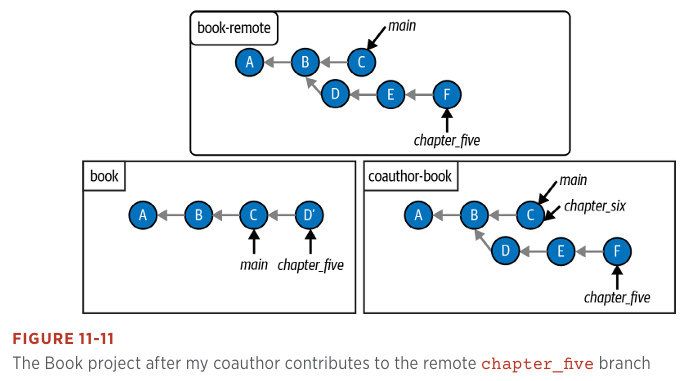 book-remote
main
A
B
C
D
E
F
chapter_five
book
A
B
C
D'
main
chapter_five
coauthor-book
main
chapter_six
A
B
C
D
E
F
chapter_five
FIGURE 11-11
The Book project after my coauthor contributes to the remote chapter_five branch